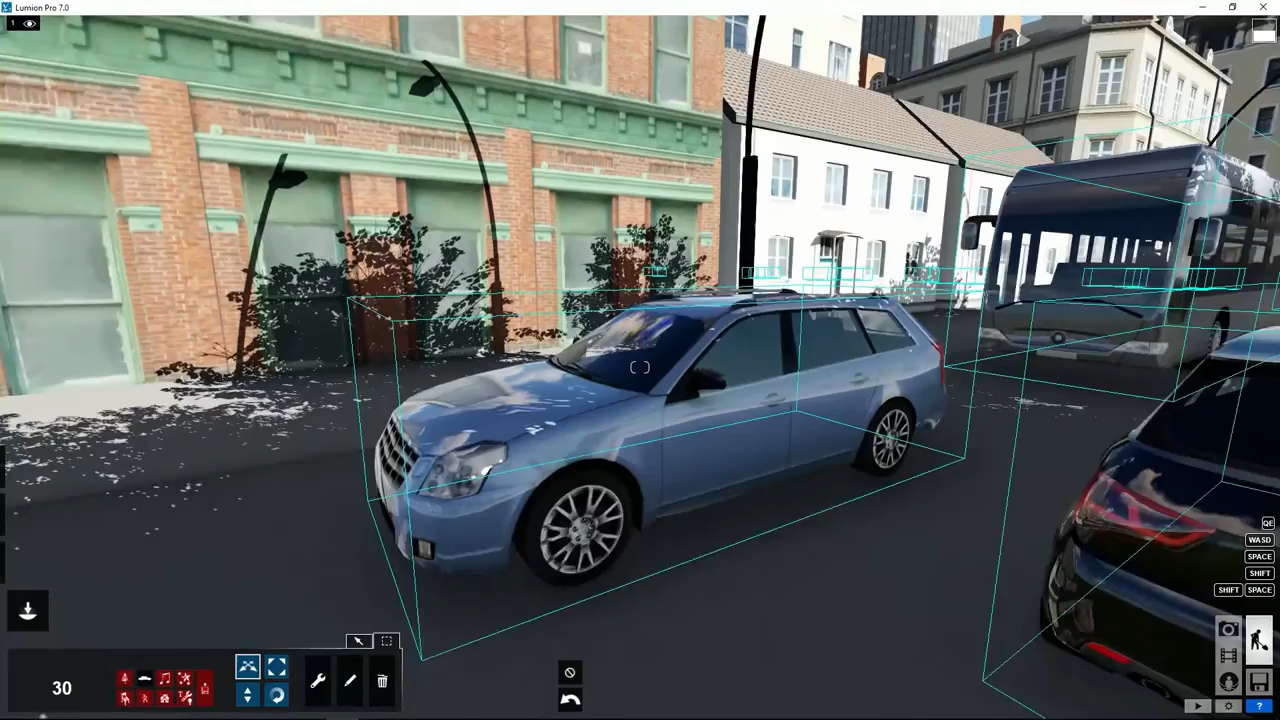 Lumion Pro 7.0
1
QE
WASD
SPACE
SHIFT
SHIFT SPACE
30
?